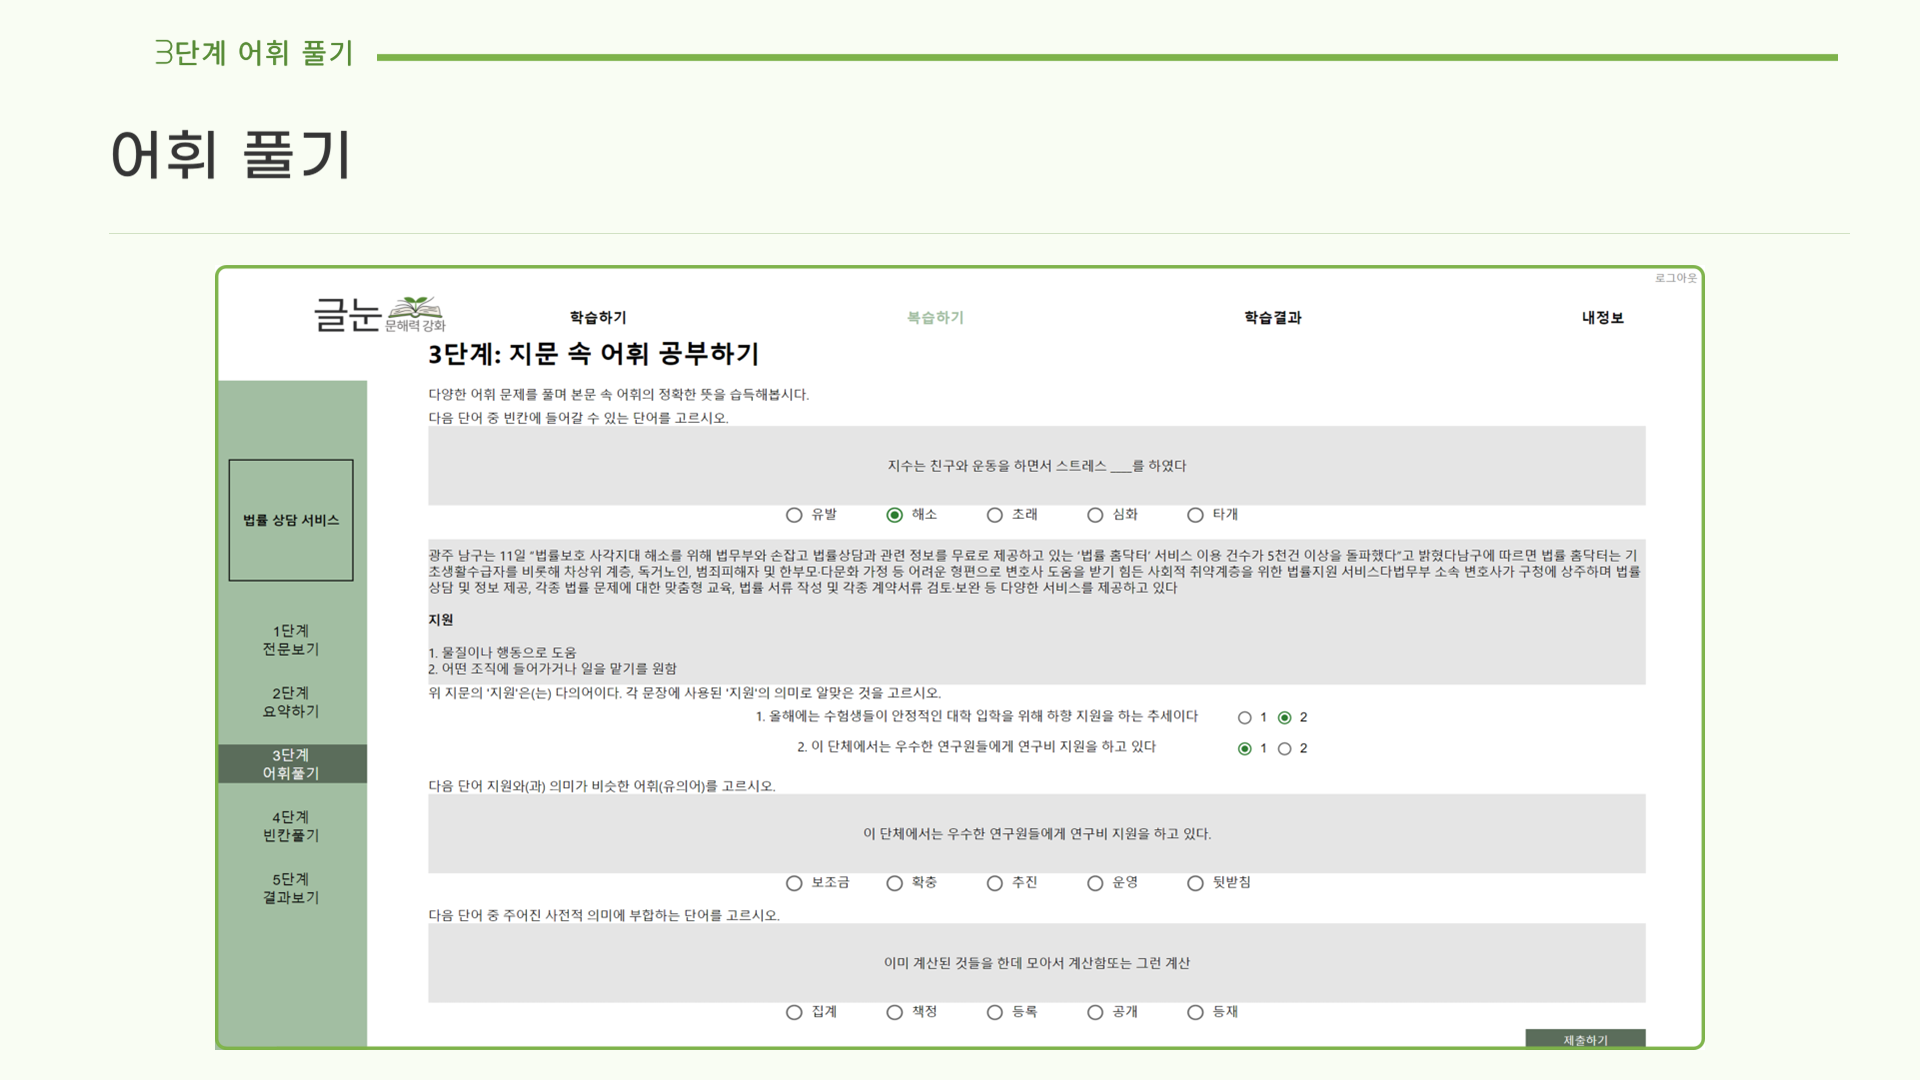 3단계 어휘 풀기
어휘 풀기
로그아웃
글눈
문해력 강화
학습하기
복습하기
학습결과
내정보
3단계: 지문 속 어휘 공부하기
다양한 어휘 문제를 풀며 본문 속 어휘의 정확한 뜻을 습득해봅시다.
다음 단어 중 빈칸에 들어갈 수 있는 단어를 고르시오.
지수는 친구와 운동을 하면서 스트레스 ___를 하였다
유발 해소 초래 심화 타개
광주 남구는 11일 "법률보호 사각지대 해소를 위해 법무부와 손잡고 법률상담과 관련 정보를 무료로 제공하고 있는 '법률 홈닥터' 서비스 이용 건수가 5천건 이상을 돌파했다"고 밝혔다남구에 따르면 법률 홈닥터는 기
초생활수급자를 비롯해 차상위 계층, 독거노인, 범죄피해자 및 한부모·다문화 가정 등 어려운 형편으로 변호사 도움을 받기 힘든 사회적 취약계층을 위한 법률지원 서비스다법무부 소속 변호사가 구청에 상주하며 법률
상담 및 정보 제공, 각종 법률 문제에 대한 맞춤형 교육, 법률 서류 작성 및 각종 계약서류 검토·보완 등 다양한 서비스를 제공하고 있다
지원
1. 물질이나 행동으로 도움
2. 어떤 조직에 들어가거나 일을 맡기를 원함
위 지문의 '지원'은(는) 다의어이다. 각 문장에 사용된 '지원'의 의미로 알맞은 것을 고르시오.
1. 올해에는 수험생들이 안정적인 대학 입학을 위해 하향 지원을 하는 추세이다 1 2
2. 이 단체에서는 우수한 연구원들에게 연구비 지원을 하고 있다 1 2
다음 단어 지원와(과) 의미가 비슷한 어휘(유의어)를 고르시오.
이 단체에서는 우수한 연구원들에게 연구비 지원을 하고 있다.
보조금 확충 추진 운영 뒷받침
다음 단어 중 주어진 사전적 의미에 부합하는 단어를 고르시오.
이미 계산된 것들을 한데 모아서 계산함또는 그런 계산
집계 책정 등록 공개 등재
제출하기
법률 상담 서비스
1단계
전문보기
2단계
요약하기
3단계
어휘풀기
4단계
빈칸풀기
5단계
결과보기